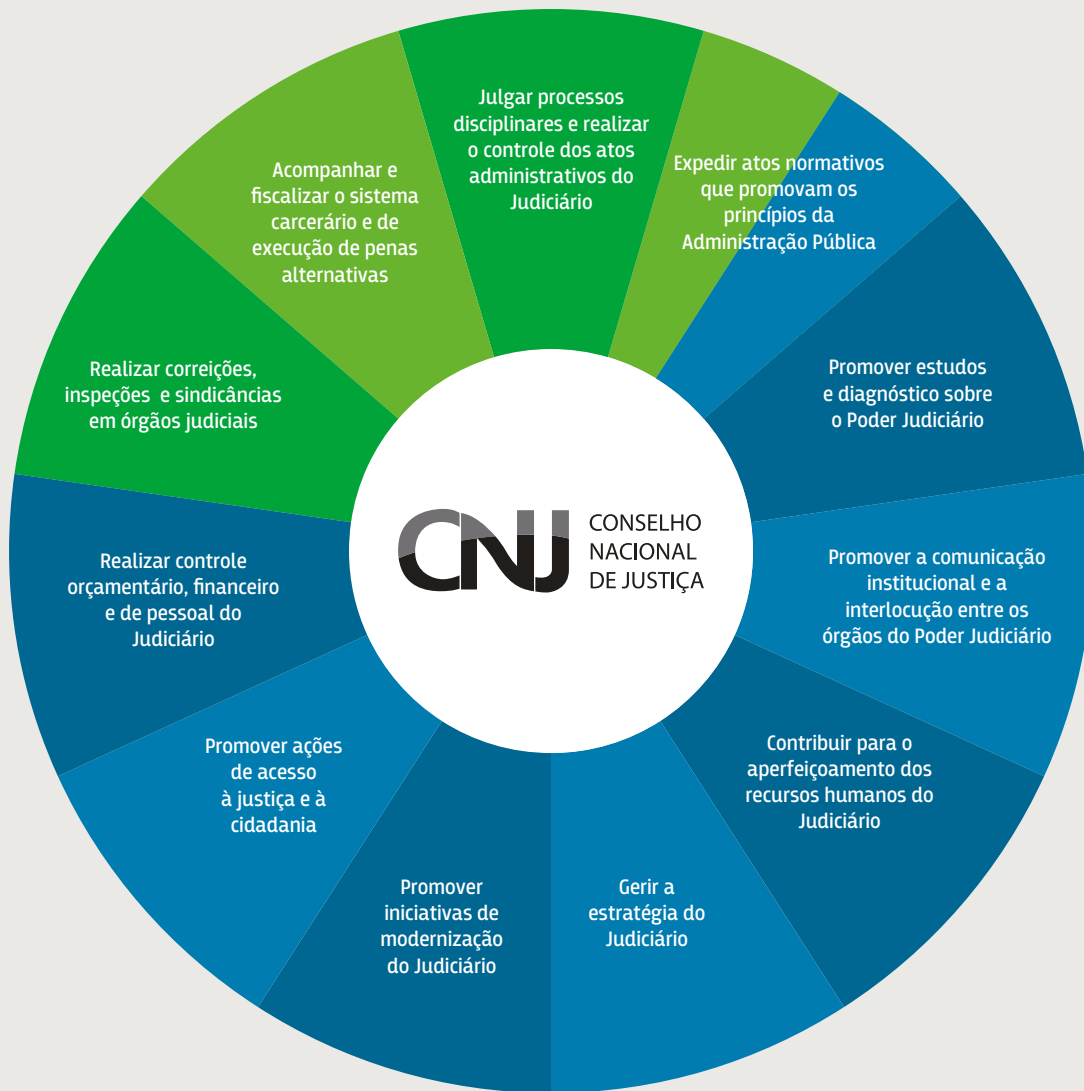 Julgar processos
disciplinares e realizar
o controle dos atos
administrativos do
Judiciário
Expedir atos normativos
que promovam os
princípios da
Administração Pública
Promover estudos
e diagnóstico sobre
o Poder Judiciário
Promover a comunicação
institucional e a
interlocução entre os
órgãos do Poder Judiciário
Contribuir para o
aperfeiçoamento dos
recursos humanos do
Judiciário
Gerir a
estratégia do
Judiciário
Promover
iniciativas de
modernização
do Judiciário
Promover ações
de acesso
à justiça e à
cidadania
Realizar controle
orçamentário, financeiro
e de pessoal do
Judiciário
Realizar correições,
inspeções e sindicâncias
em órgãos judiciais
Acompanhar e
fiscalizar o sistema
carcerário e de
execução de penas
alternativas
CNJ
CONSELHO
NACIONAL
DE JUSTIÇA